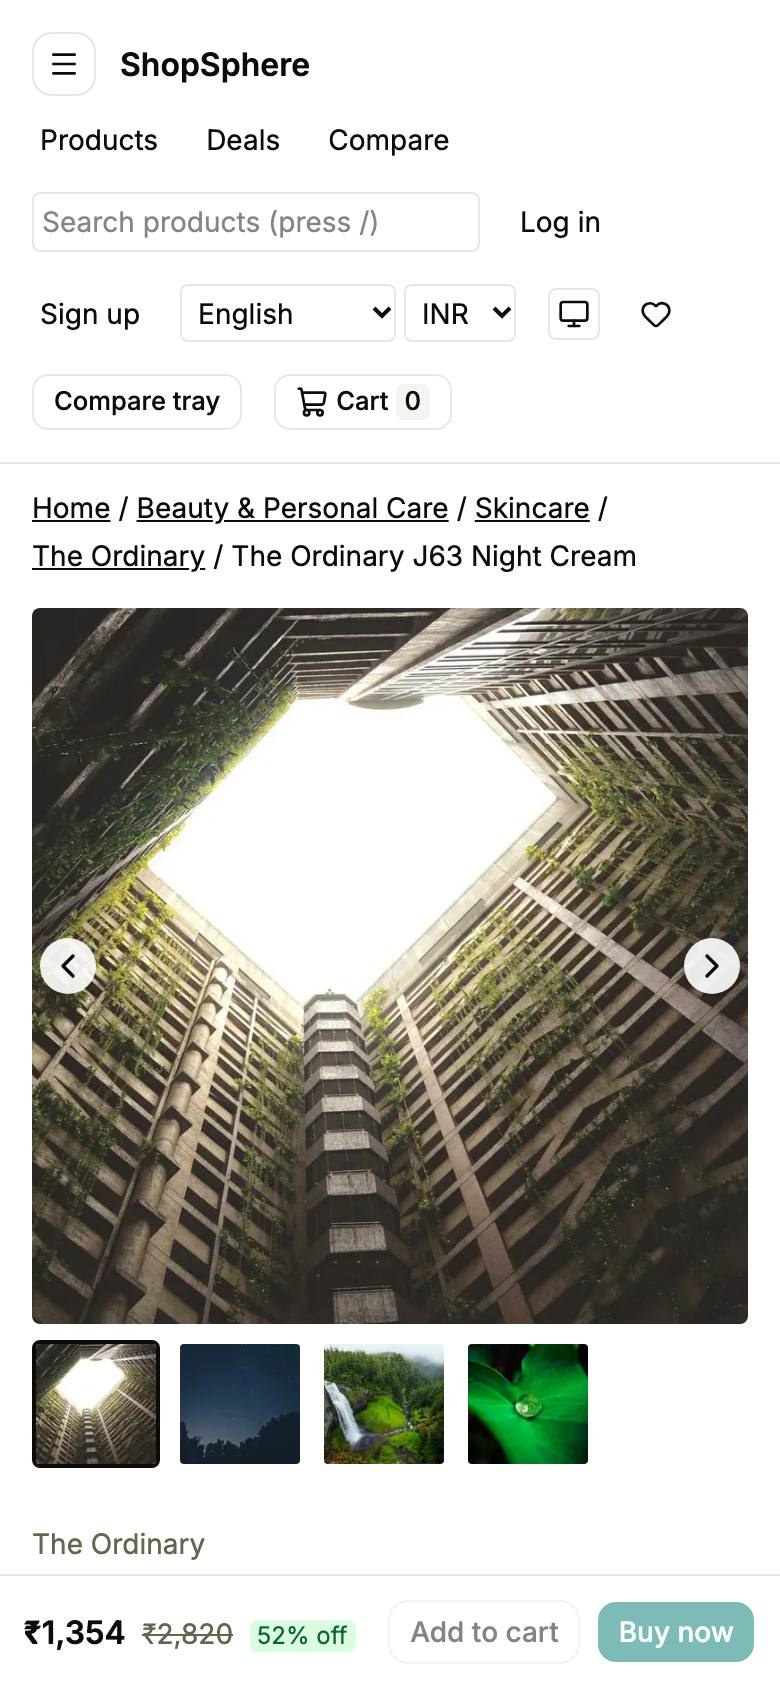 ShopSphere
Products Deals Compare
Search products (press /) Log in
Sign up English INR
Compare tray Cart 0
Home / Beauty & Personal Care / Skincare /
The Ordinary / The Ordinary J63 Night Cream
The Ordinary
₹1,354 ₹2,820 52% off Add to cart Buy now